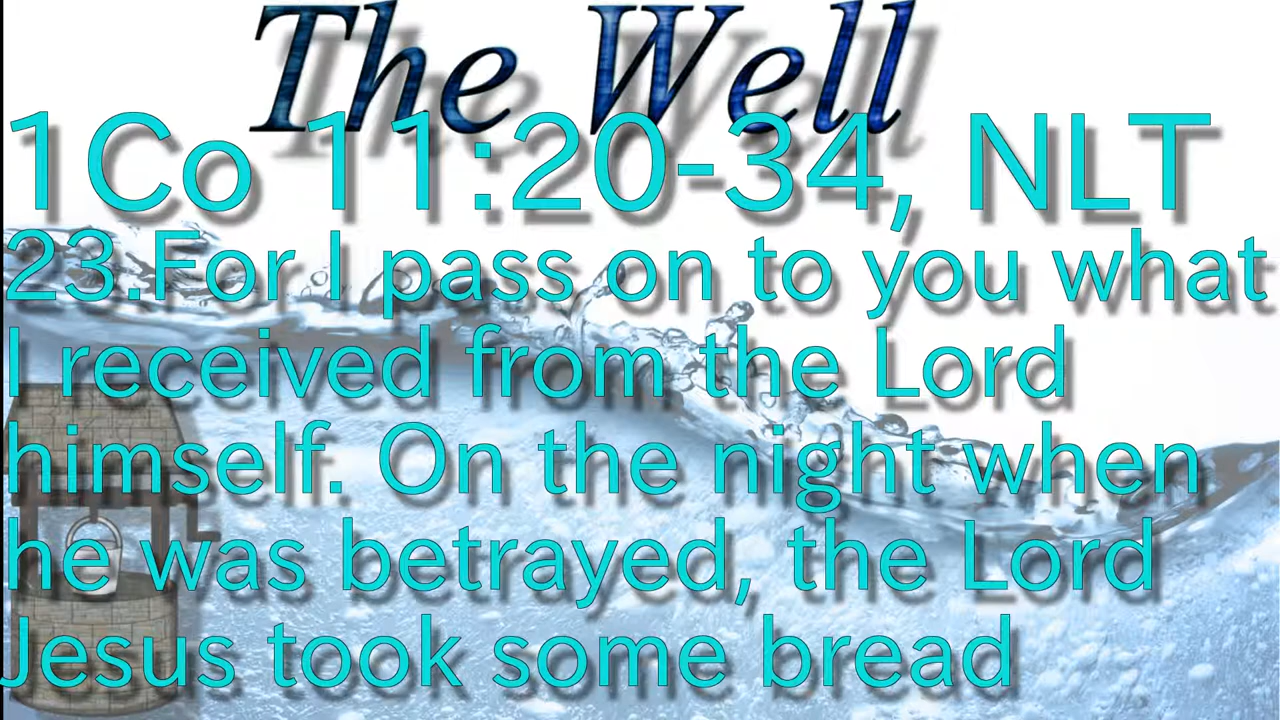 The Well
1Co 11:20-34, NLT
23.For I pass on to you what
I received from the Lord
himself. On the night when
he was betrayed, the Lord
Jesus took some bread